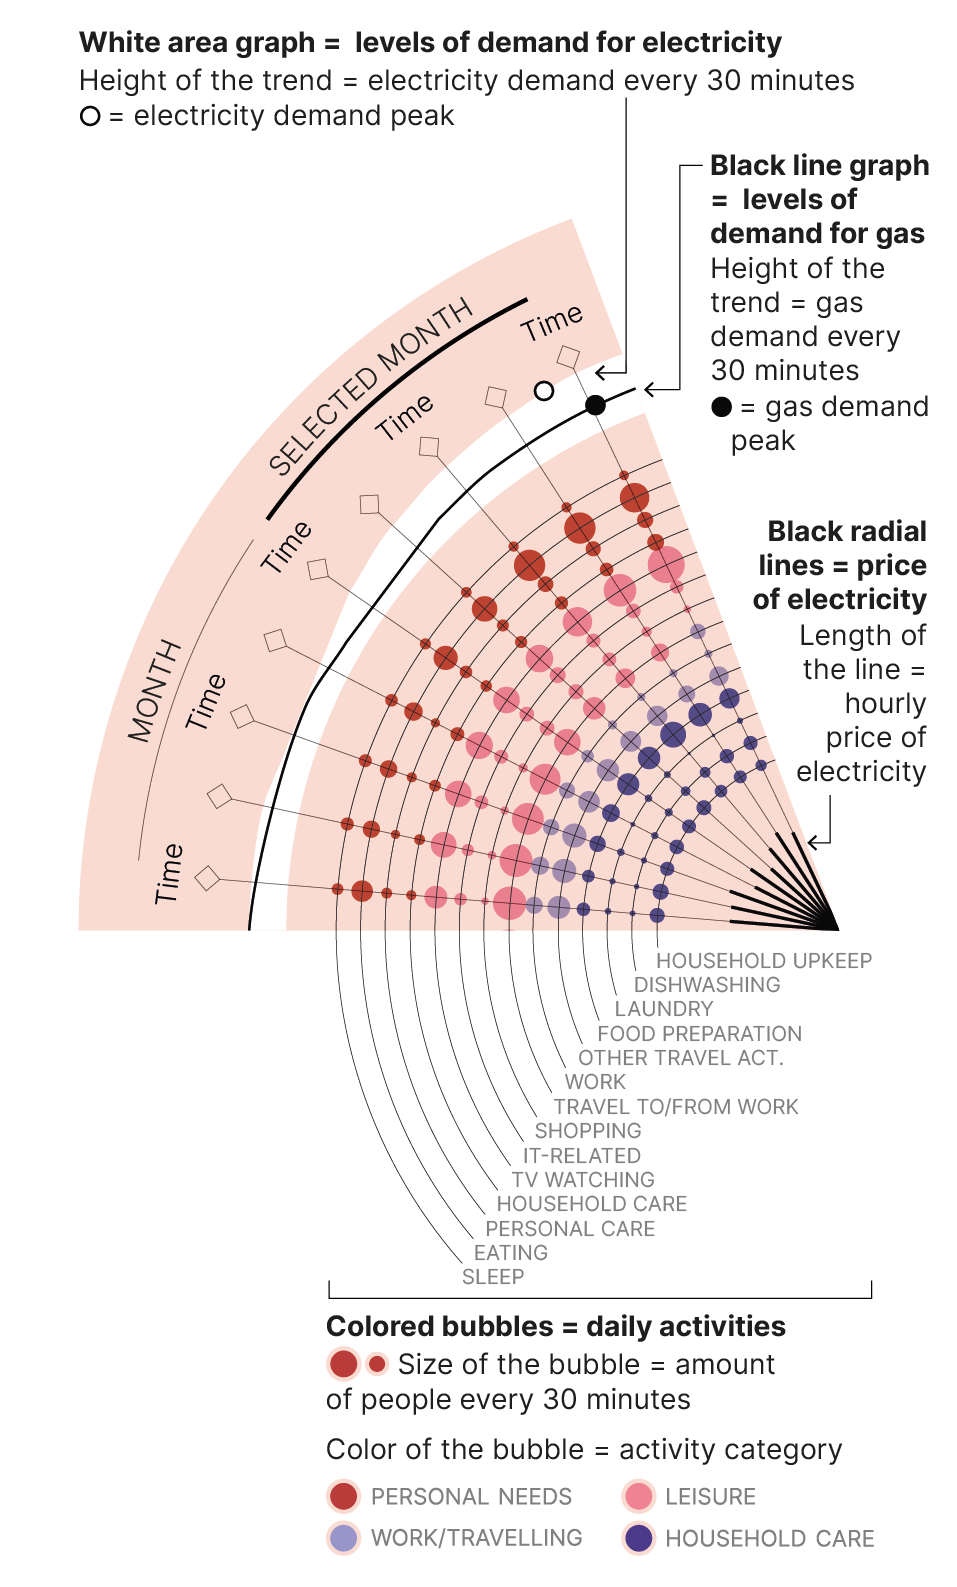 White area graph = levels of demand for electricity
Height of the trend = electricity demand every 30 minutes
= electricity demand peak
Black line graph
= levels of
demand for gas
Height of the
trend = gas
demand every
30 minutes
= gas demand
peak
Time
SELECTED MONTH
Time
Time
MONTH
Time
Time
Black radial
lines = price
of electricity
Length of
the line =
hourly
price of
electricity
HOUSEHOLD UPKEEP
DISHWASHING
LAUNDRY
FOOD PREPARATION
OTHER TRAVEL ACT.
WORK
TRAVEL TO/FROM WORK
SHOPPING
IT-RELATED
TV WATCHING
HOUSEHOLD CARE
PERSONAL CARE
EATING
SLEEP
Colored bubbles = daily activities
Size of the bubble = amount
of people every 30 minutes
Color of the bubble = activity category
PERSONAL NEEDS
LEISURE
WORK/TRAVELLING
HOUSEHOLD CARE